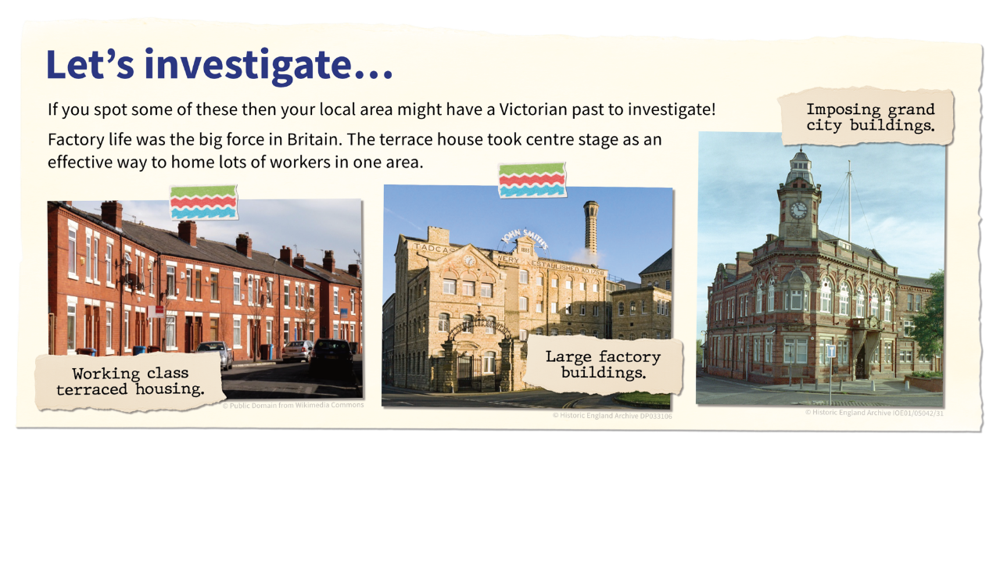 Let’s investigate...
If you spot some of these then your local area might have a Victorian past to investigate!
Factory life was the big force in Britain. The terrace house took centre stage as an
effective way to home lots of workers in one area.
Imposing grand
city buildings.
JOHN SMITH'S
1883
TADCA
WERY
ESTABLISHED AD 1758
Working class
terraced housing.
Large factory
buildings.
© Public Domain from Wikimedia Commons
© Historic England Archive DP033106
© Historic England Archive IOE01/05042/31